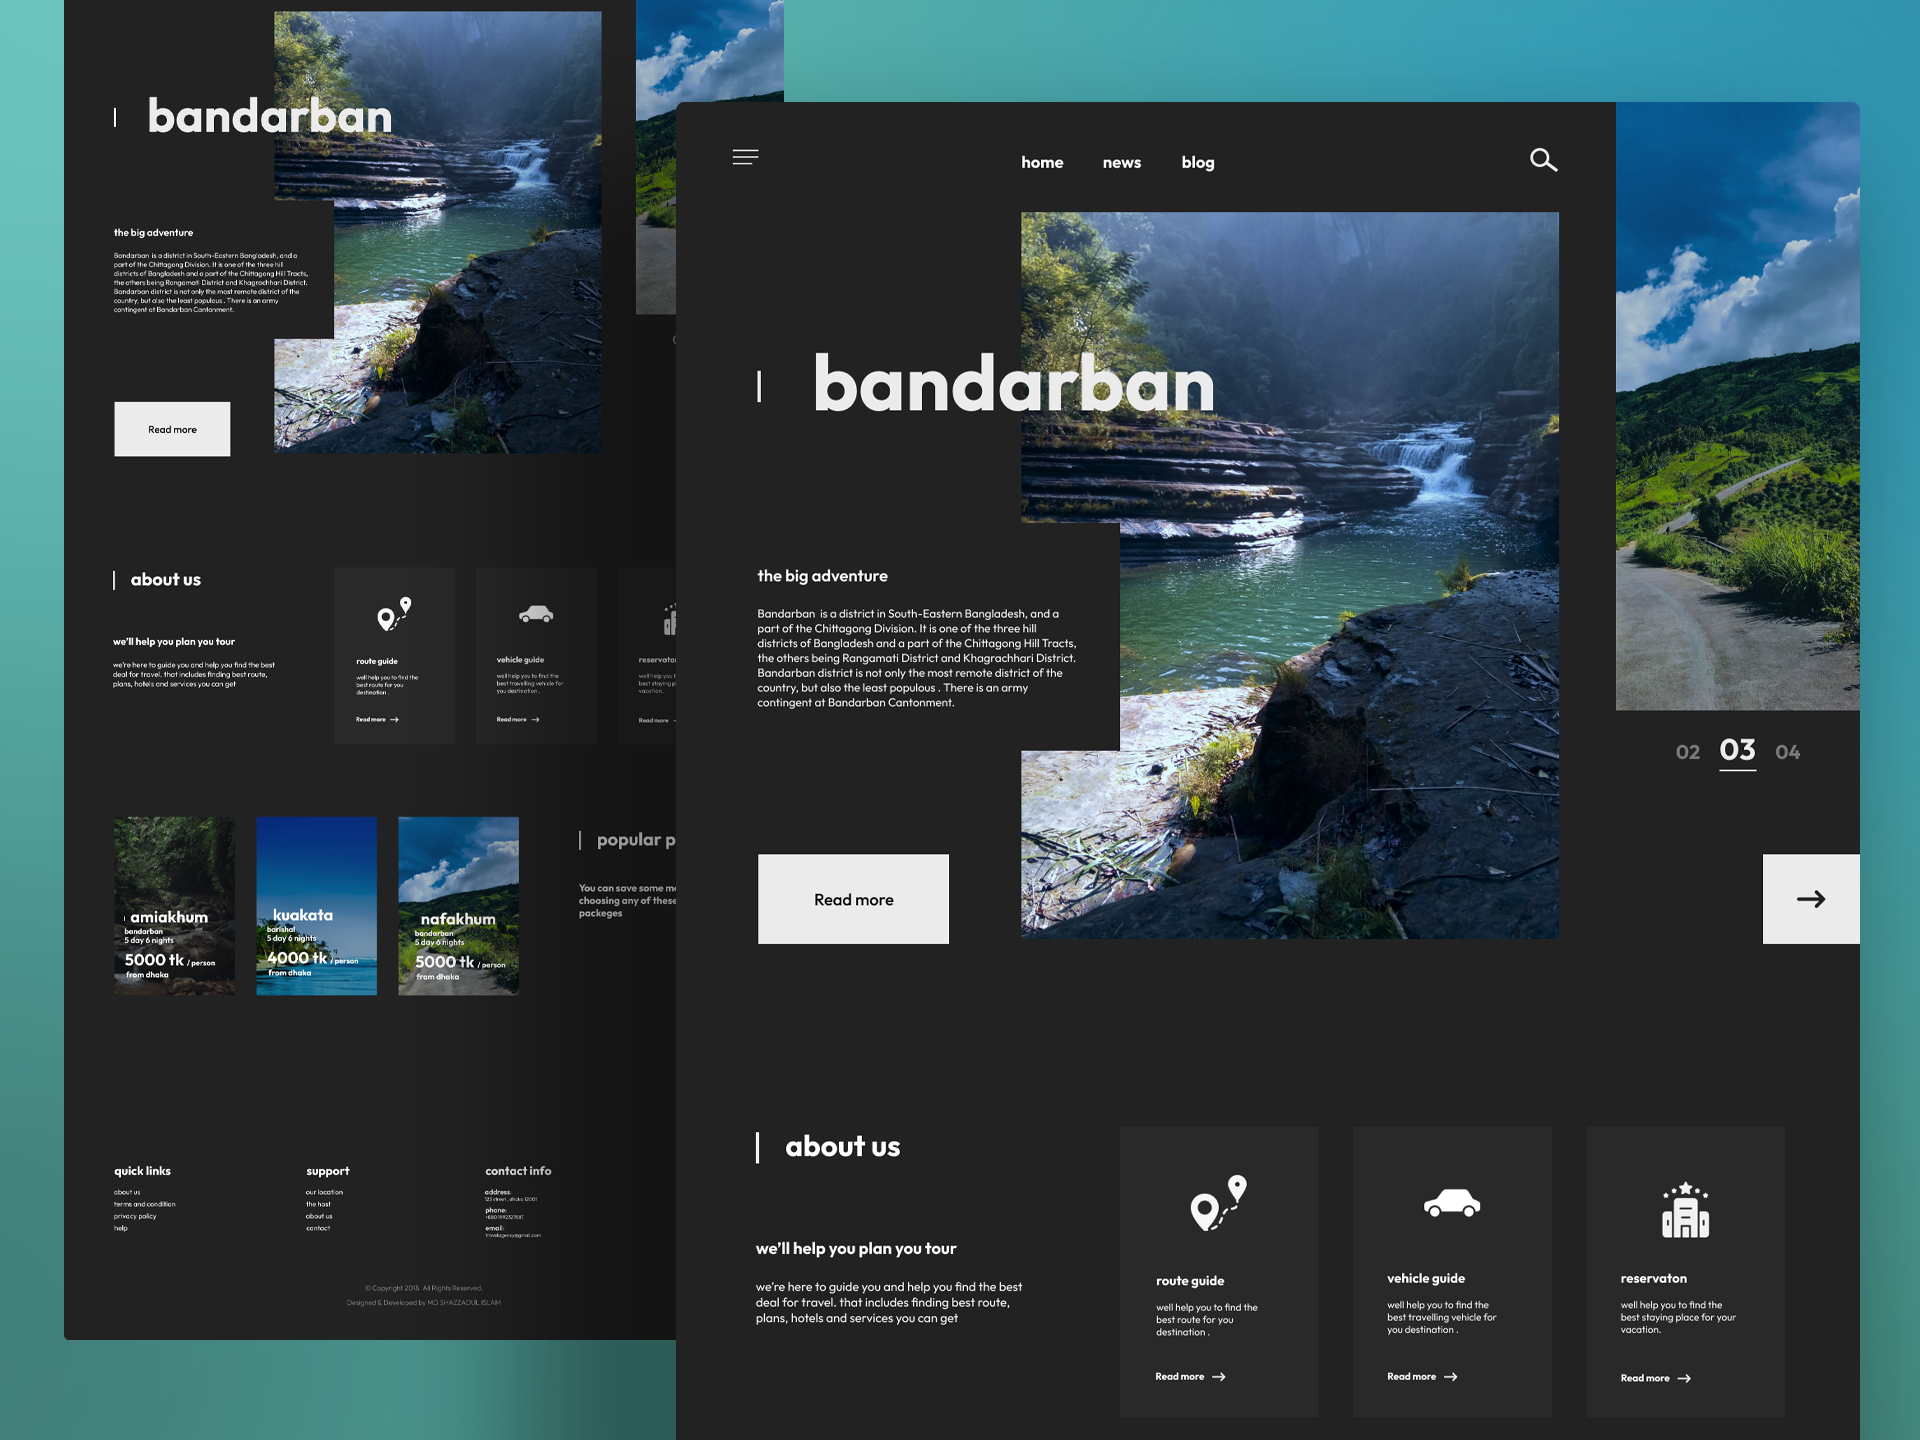 bandarban
the big adventure
Bandarban is a district in South-Eastern Bangladesh, and a
part of the Chittagong Division. It is one of the three hill
districts of Bangladesh and a part of the Chittagong Hill Tracts,
the others being Rangamati District and Khagrachhari District.
Bandarban district is not only the most remote district of the
country, but also the least populous . There is an army
contingent at Bandarban Cantonment.
Read more
about us
we'll help you plan you tour
we're here to guide you and help you find the best
deal for travel. that includes finding best route,
plans, hotels and services you can get
route guide
well help you to find the
best route for you
destination .
Read more
vehicle guide
well help you to find the
best travelling vehicle for
you destination .
Read more
reservaton
well help you t
best staying p
vacation.
Read more
amiakhum
bandarban
5 day 6 nights
5000 tk / person
from dhaka
kuakata
barishal
5 day 6 nights
4000 tk / person
from dhaka
nafakhum
bandarban
5 day 6 nights
5000 tk / person
from dhaka
popular p
You can save some m
choosing any of these
packeges
quick links
about us
terms and condition
privacy policy
help
support
our location
the host
about us
contact
contact info
address:
123 street , dhaka 12001
phone:
email:
travelagency@gmail.com
© Copyright 2018. All Rights Reserved.
Designed & Developed by MD SHAZZADUL ISLAM
home news blog
bandarban
the big adventure
Bandarban is a district in South-Eastern Bangladesh, and a
part of the Chittagong Division. It is one of the three hill
districts of Bangladesh and a part of the Chittagong Hill Tracts,
the others being Rangamati District and Khagrachhari District.
Bandarban district is not only the most remote district of the
country, but also the least populous . There is an army
contingent at Bandarban Cantonment.
Read more
02 03 04
about us
we'll help you plan you tour
we're here to guide you and help you find the best
deal for travel. that includes finding best route,
plans, hotels and services you can get
route guide
well help you to find the
best route for you
destination .
Read more
vehicle guide
well help you to find the
best travelling vehicle for
you destination .
Read more
reservaton
well help you to find the
best staying place for your
vacation.
Read more